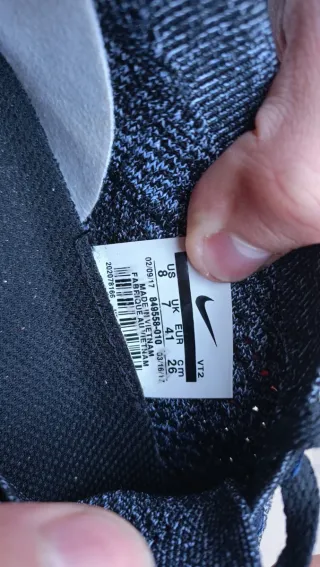 VT2
US UK EUR cm
8 7 41 26
02/09/17 03/16/17
849558-010
MADE IN VIETNAM
FABRIQUE AU VIETNAM